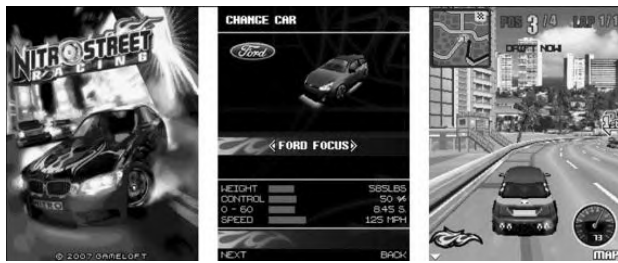 NITRO STREET
RACING
NITRO
© 2007 GAMELOFT
CHANGE CAR
Ford
FORD FOCUS
WEIGHT 585LBS
CONTROL 50 %
0 - 60 8.45 S.
SPEED 125 MPH
NEXT BACK
POS 3/4 LAP 1/1
DRIFT NOW!
MAP